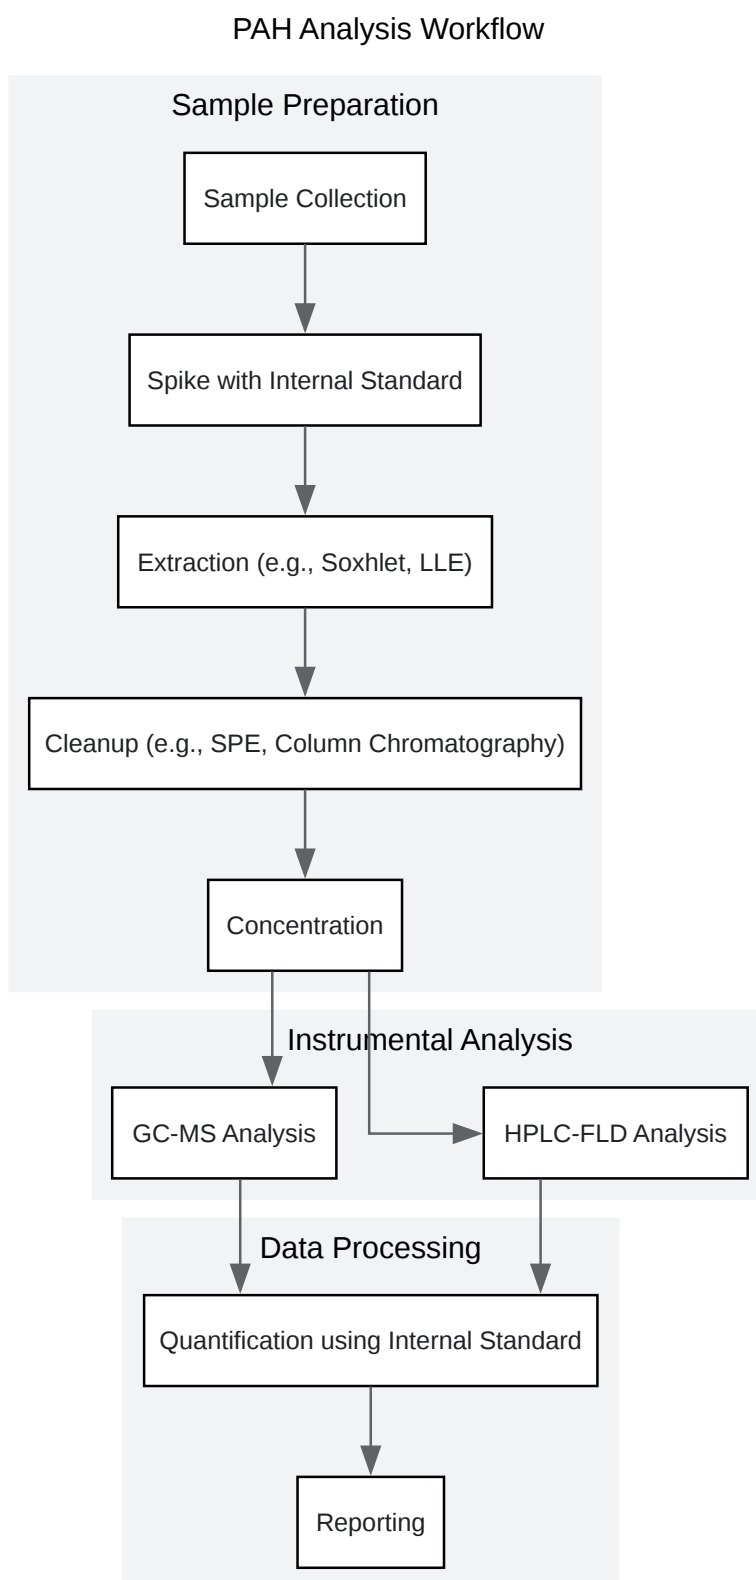 PAH Analysis Workflow
Sample Preparation
Sample Collection
Spike with Internal Standard
Extraction (e.g., Soxhlet, LLE)
Cleanup (e.g., SPE, Column Chromatography)
Concentration
Instrumental Analysis
GC-MS Analysis
HPLC-FLD Analysis
Data Processing
Quantification using Internal Standard
Reporting